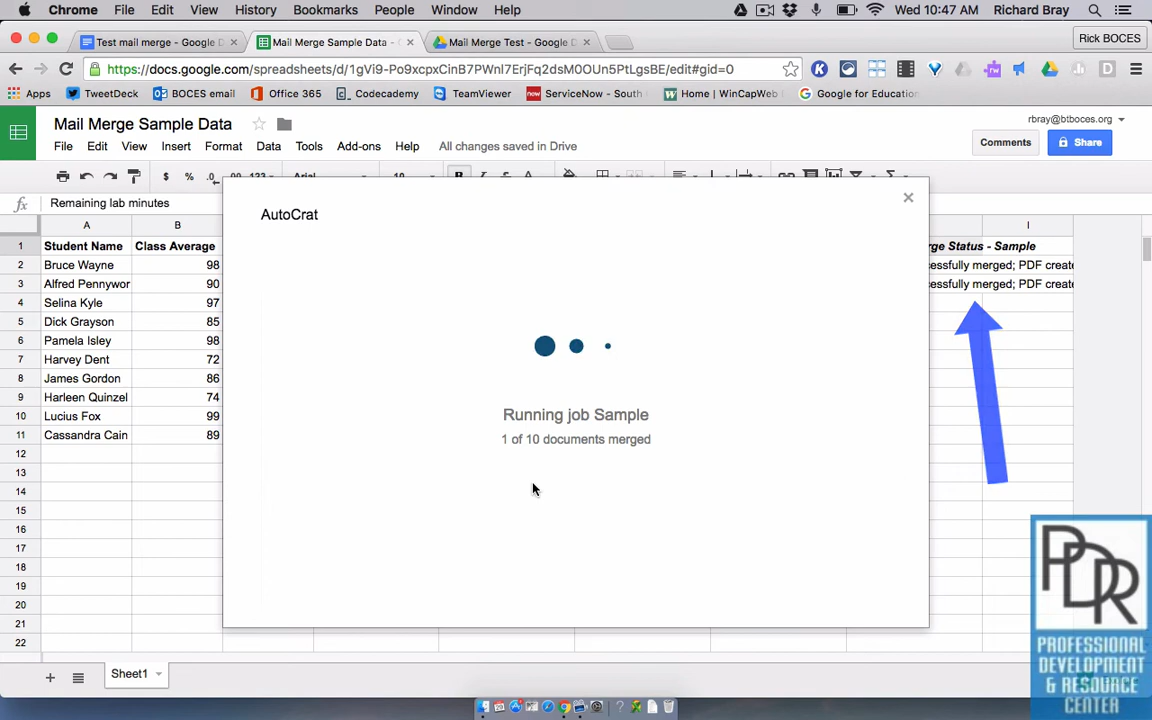 Chrome File Edit View History Bookmarks People Window Help Wed 10:47 AM Richard Bray
Test mail merge - Google D
Mail Merge Sample Data -
Mail Merge Test - Google D
Rick BOCES
https://docs.google.com/spreadsheets/d/1gVi9-Po9xcpxCinB7PWnI7ErjFq2dsM0OUn5PtLgsBE/edit#gid=0
Apps TweetDeck BOCES email Office 365 Codecademy TeamViewer ServiceNow - South Home | WinCapWeb Google for Education
Mail Merge Sample Data
rbray@btboces.org
File Edit View Insert Format Data Tools Add-ons Help All changes saved in Drive
Comments Share
$ %
fx Remaining lab minutes
AutoCrat
A B I
1 Student Name Class Average rge Status - Sample
2 Bruce Wayne 98 cessfully merged; PDF create
3 Alfred Pennywor 90 cessfully merged; PDF create
4 Selina Kyle 97
5 Dick Grayson 85
6 Pamela Isley 98
7 Harvey Dent 72
8 James Gordon 86
9 Harleen Quinzel 74
10 Lucius Fox 99
11 Cassandra Cain 89
12
13
14
15
16
17
18
19
20
21
22
Running job Sample
1 of 10 documents merged
Sheet1
PDRC
PROFESSIONAL
DEVELOPMENT
& RESOURCE
CENTER